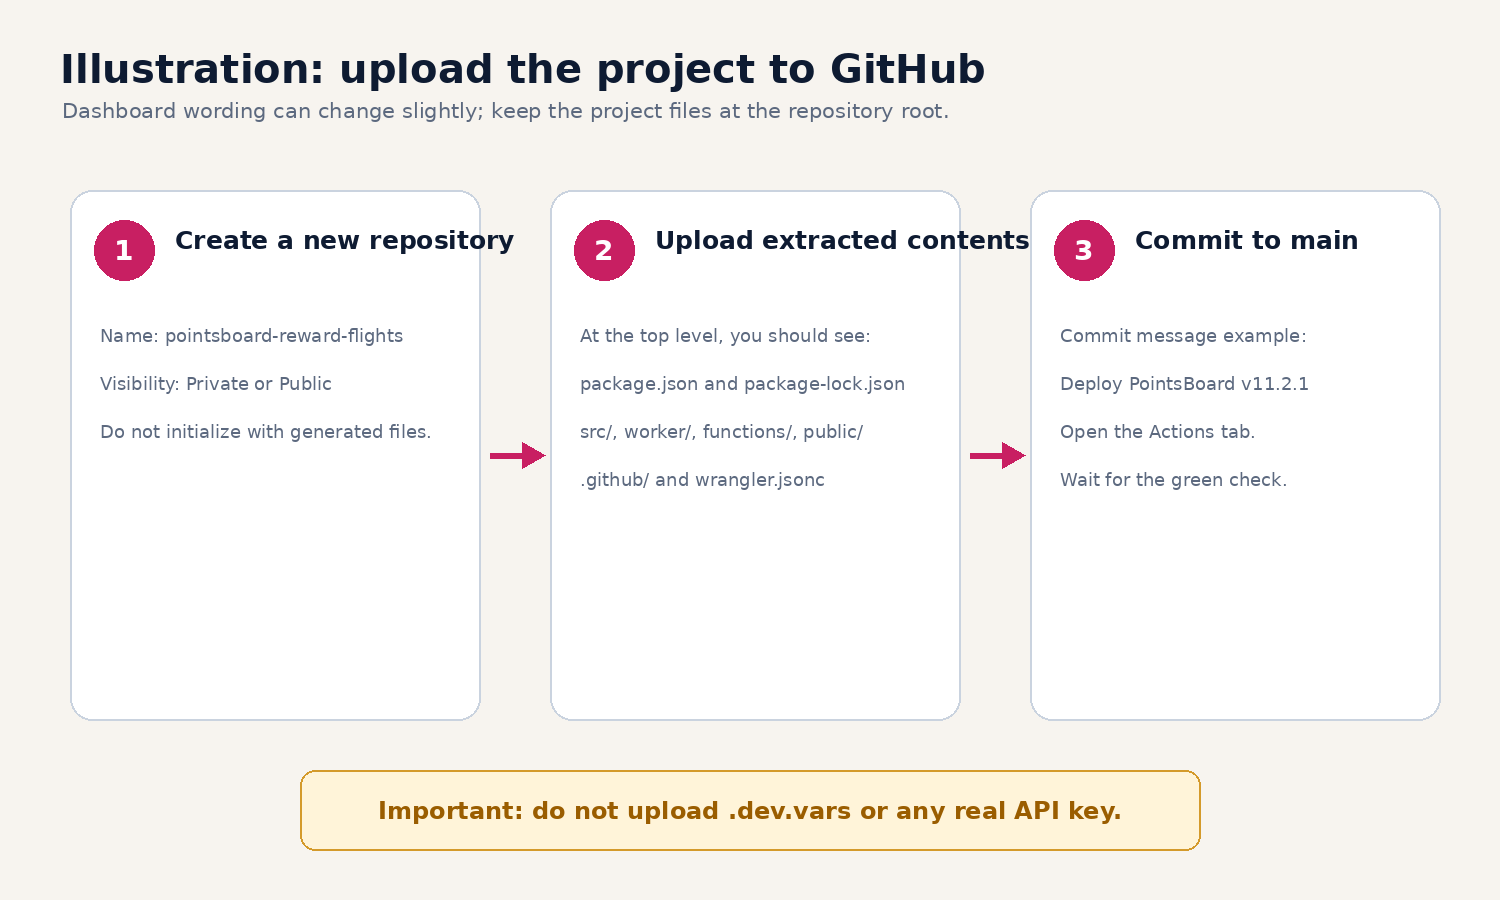 Illustration: upload the project to GitHub
Dashboard wording can change slightly; keep the project files at the repository root.
1
Create a new repository
Name: pointsboard-reward-flights
Visibility: Private or Public
Do not initialize with generated files.
2
Upload extracted contents
At the top level, you should see:
package.json and package-lock.json
src/, worker/, functions/, public/
.github/ and wrangler.jsonc
3
Commit to main
Commit message example:
Deploy PointsBoard v11.2.1
Open the Actions tab.
Wait for the green check.
Important: do not upload .dev.vars or any real API key.